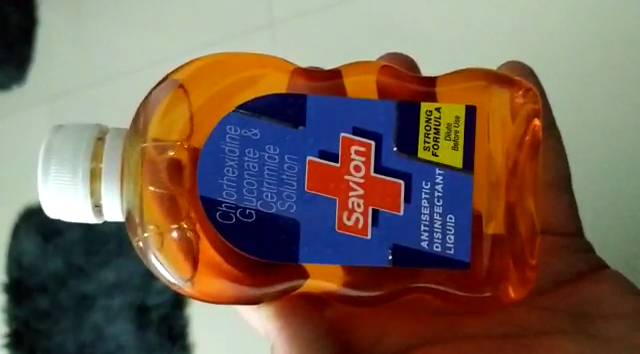 Chlorhexidine
Gluconate &
Cetrimide
Solution
Savlon
STRONG
FORMULA
Dilute
Before Use
ANTISEPTIC
DISINFECTANT
LIQUID